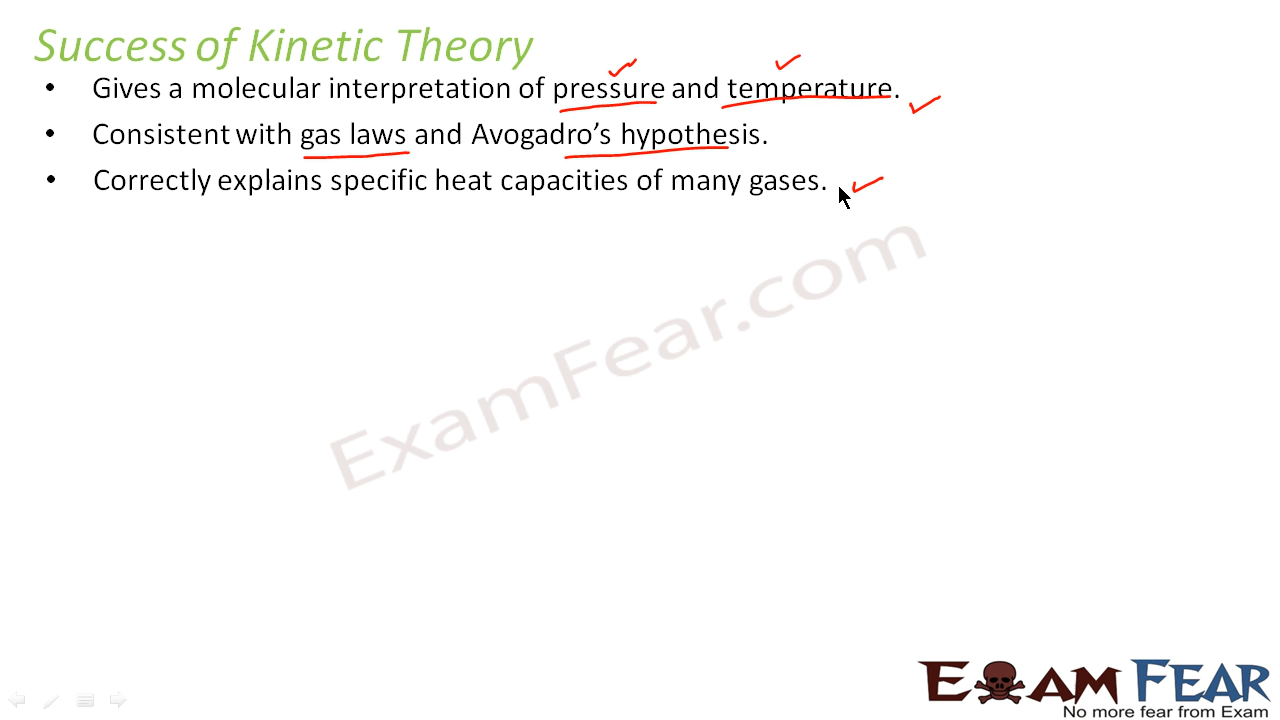 Success of Kinetic Theory
• Gives a molecular interpretation of pressure and temperature.
• Consistent with gas laws and Avogadro's hypothesis.
• Correctly explains specific heat capacities of many gases.
ExamFear.com
EXAM FEAR
No more fear from Exam